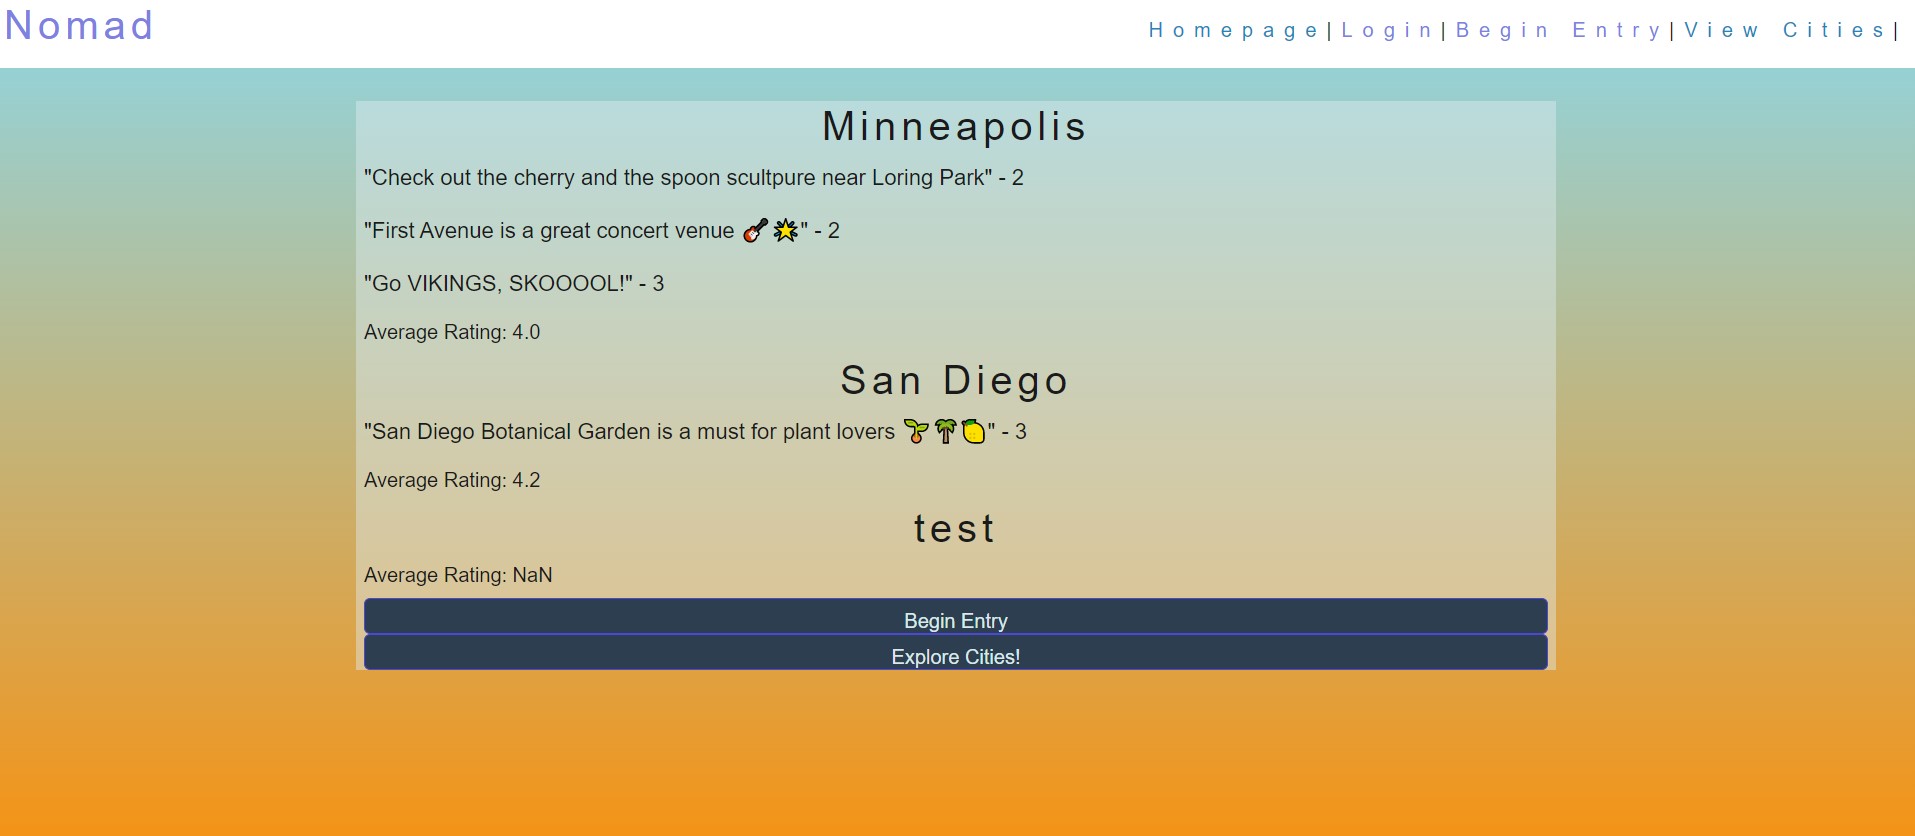 Nomad
Homepage| Login| Begin Entry| View Cities|
Minneapolis
"Check out the cherry and the spoon scultpure near Loring Park" - 2
"First Avenue is a great concert venue 🎸🌟" - 2
"Go VIKINGS, SKOOOOL!" - 3
Average Rating: 4.0
San Diego
"San Diego Botanical Garden is a must for plant lovers 🌱🌴🍋" - 3
Average Rating: 4.2
test
Average Rating: NaN
Begin Entry
Explore Cities!